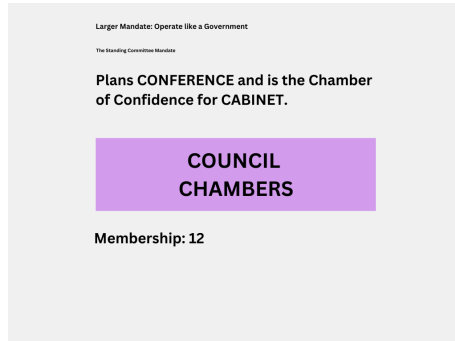 Larger Mandate: Operate like a Government
The Standing Committee Mandate
Plans CONFERENCE and is the Chamber
of Confidence for CABINET.
COUNCIL
CHAMBERS
Membership: 12